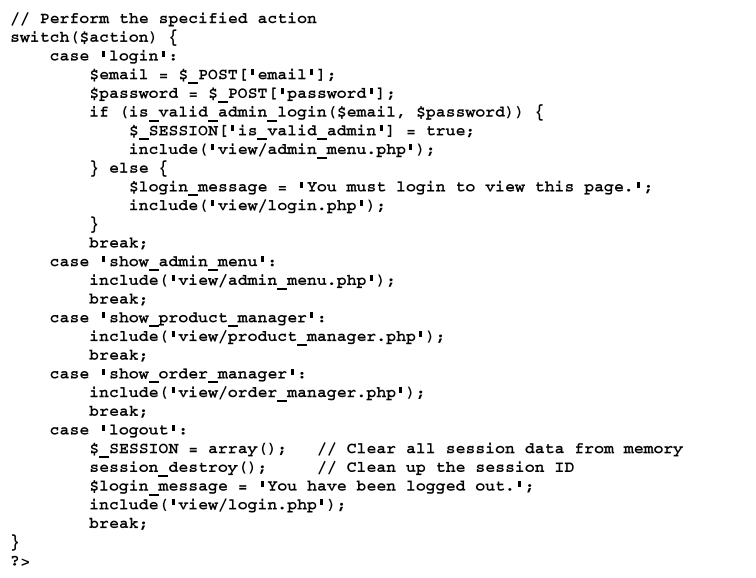 // Perform the specified action
switch($action) {
    case 'login':
        $email = $_POST['email'];
        $password = $_POST['password'];
        if (is_valid_admin_login($email, $password)) {
            $_SESSION['is_valid_admin'] = true;
            include('view/admin_menu.php');
        } else {
            $login_message = 'You must login to view this page.';
            include('view/login.php');
        }
        break;
    case 'show_admin_menu':
        include('view/admin_menu.php');
        break;
    case 'show_product_manager':
        include('view/product_manager.php');
        break;
    case 'show_order_manager':
        include('view/order_manager.php');
        break;
    case 'logout':
        $_SESSION = array();   // Clear all session data from memory
        session_destroy();     // Clean up the session ID
        $login_message = 'You have been logged out.';
        include('view/login.php');
        break;
}
?>